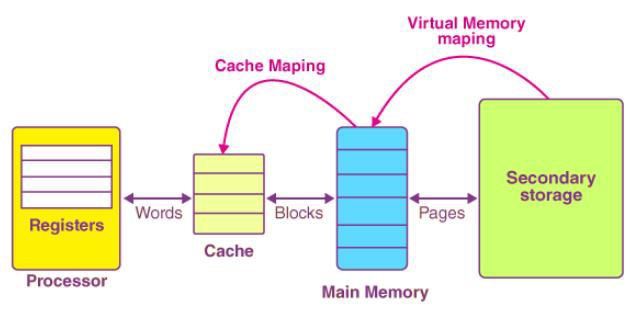 Virtual Memory
maping
Cache Maping
Secondary
storage
Registers
Words
Blocks
Pages
Cache
Processor
Main Memory